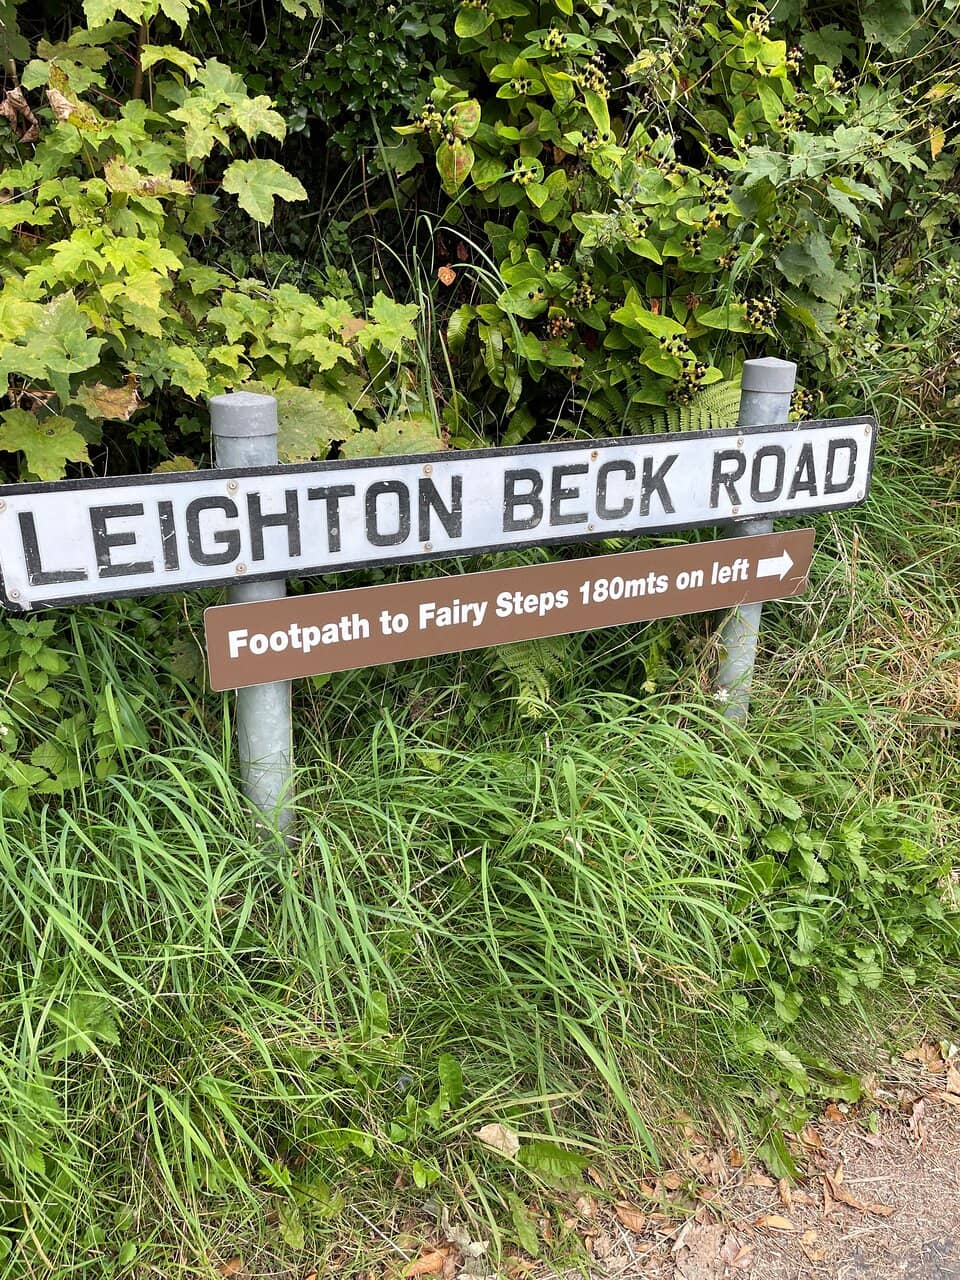 LEIGHTON BECK ROAD
Footpath to Fairy Steps 180mts on left